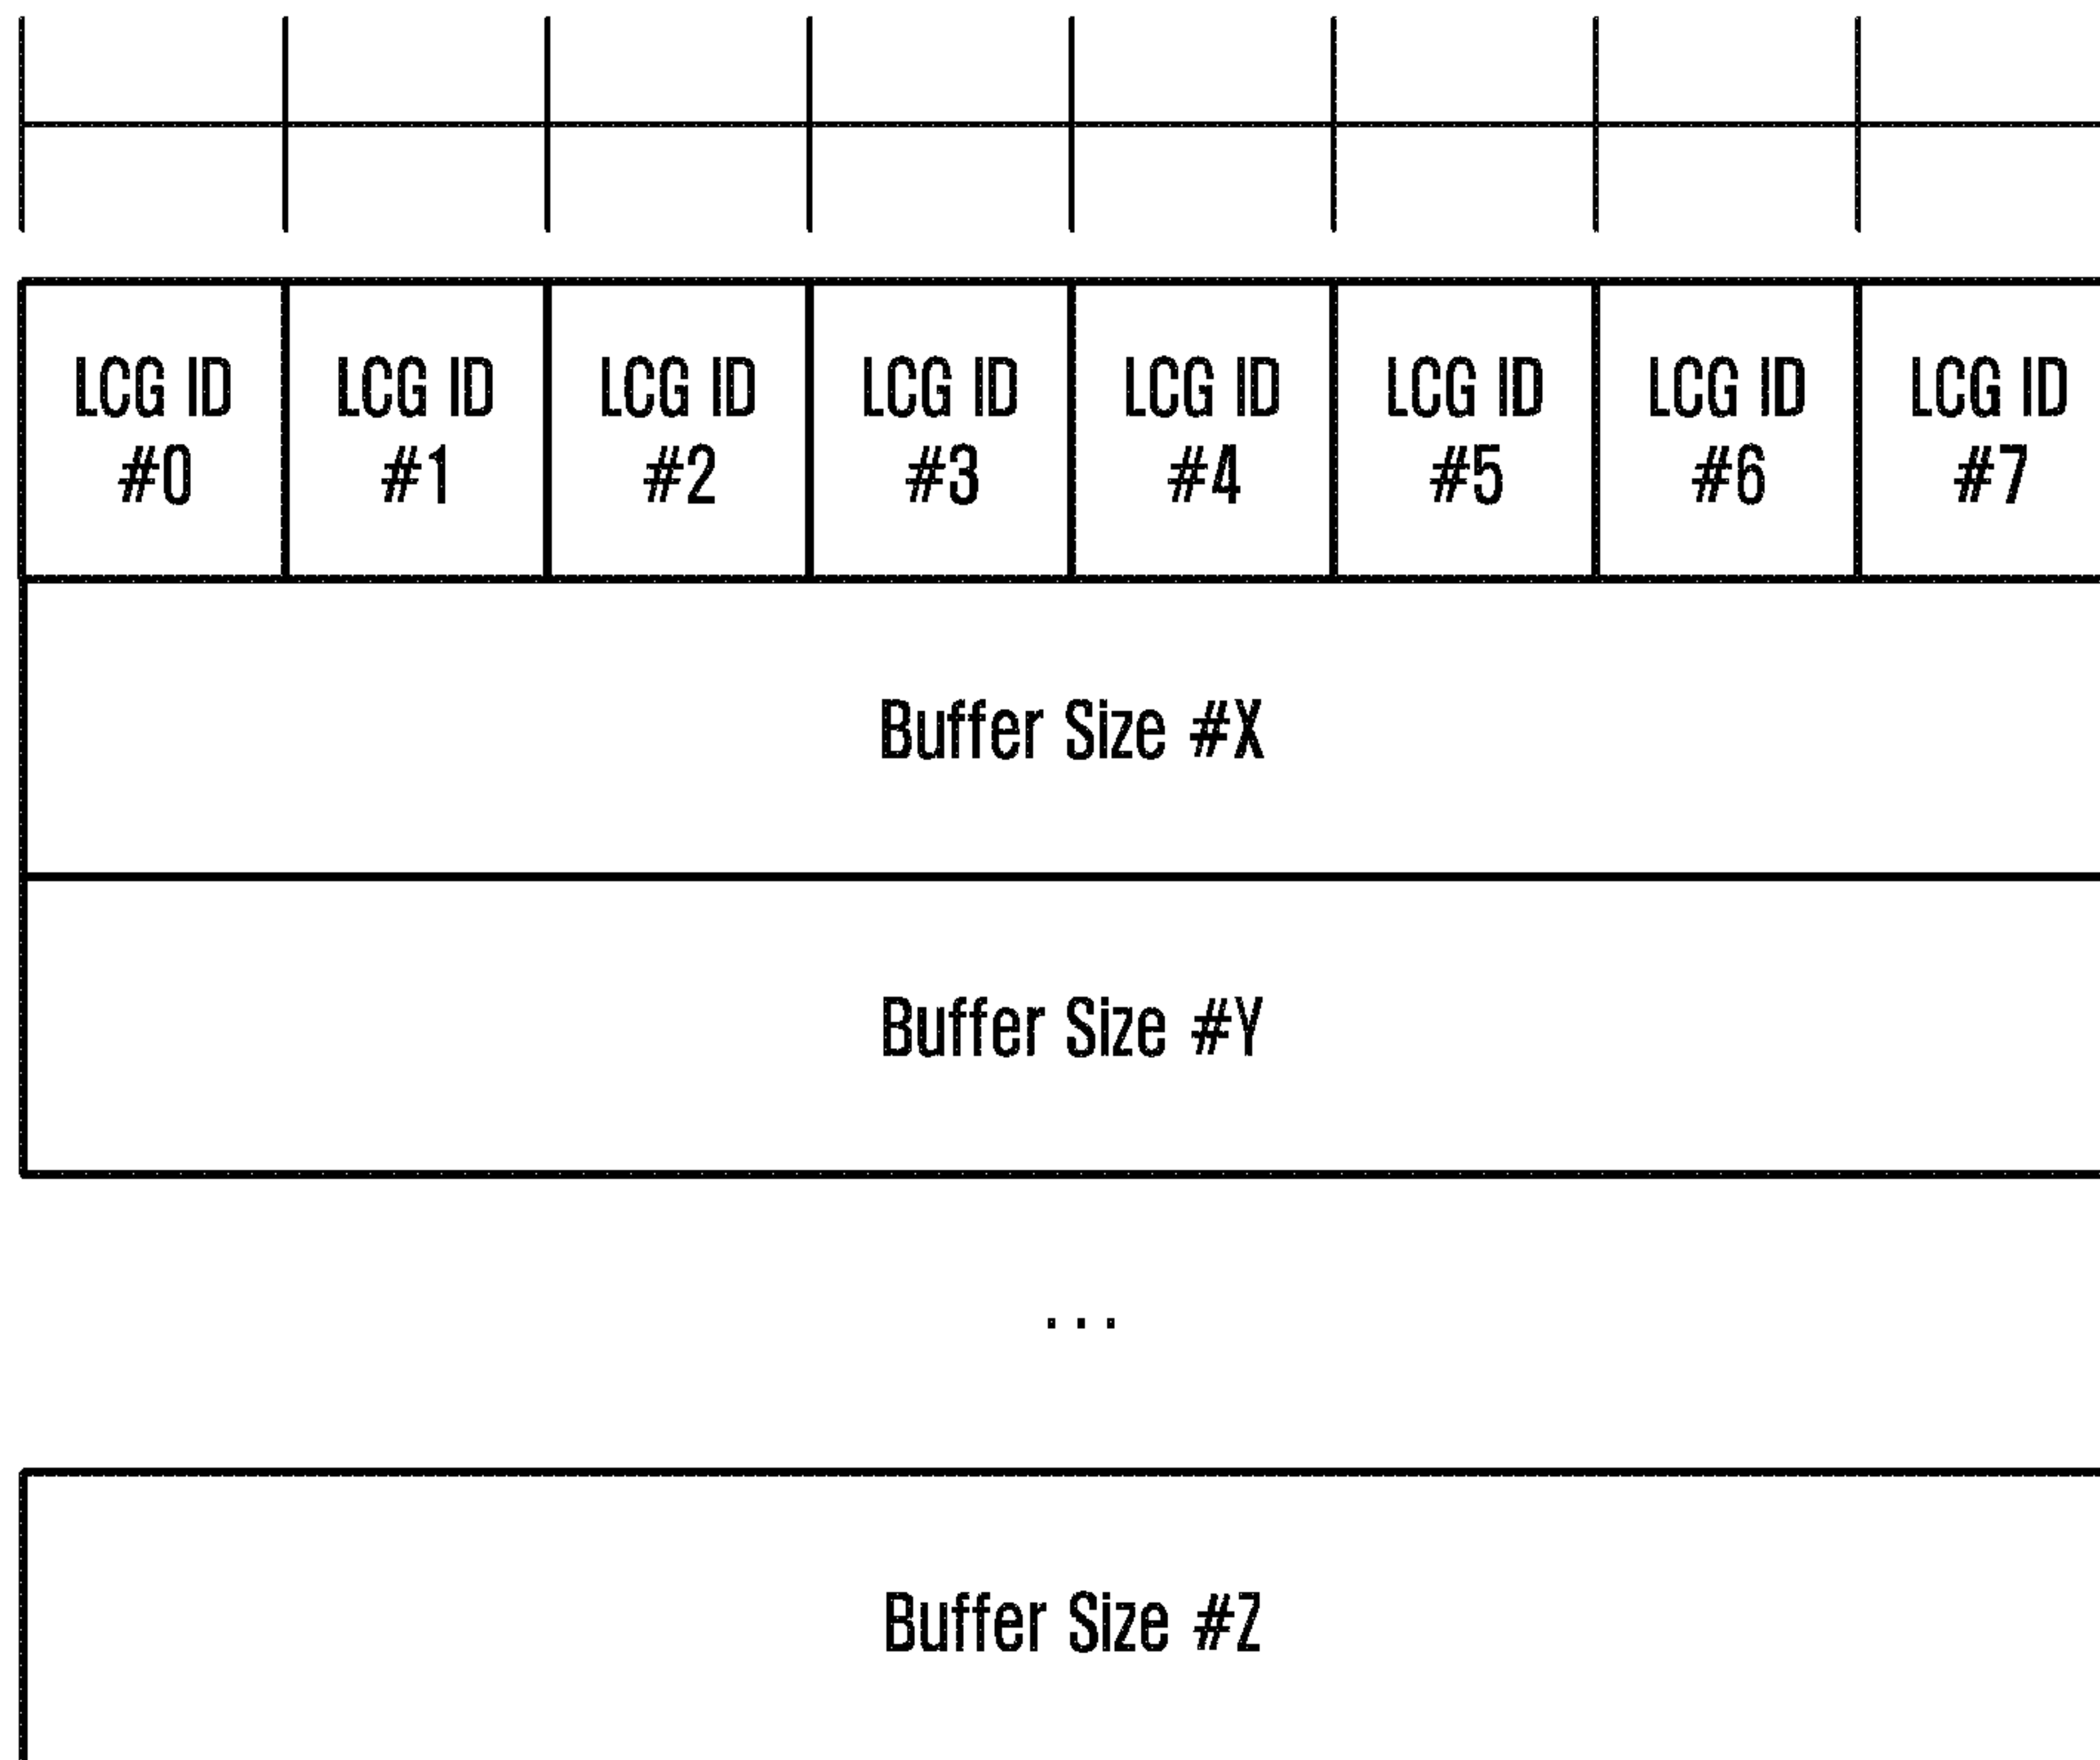 LCG ID LCG ID LCG ID LCG ID LCG ID LCG ID LCG ID LCG ID
#0 #1 #2 #3 #4 #5 #6 #7
Buffer Size #X
Buffer Size #Y
...
Buffer Size #Z